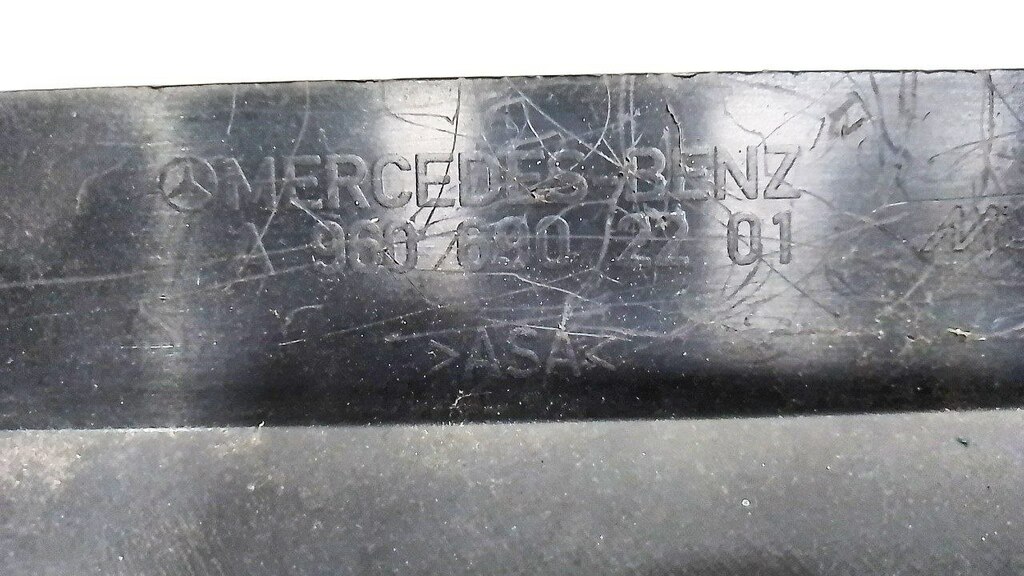 MERCEDES-BENZ
A 960 690 22 01
>ASA<